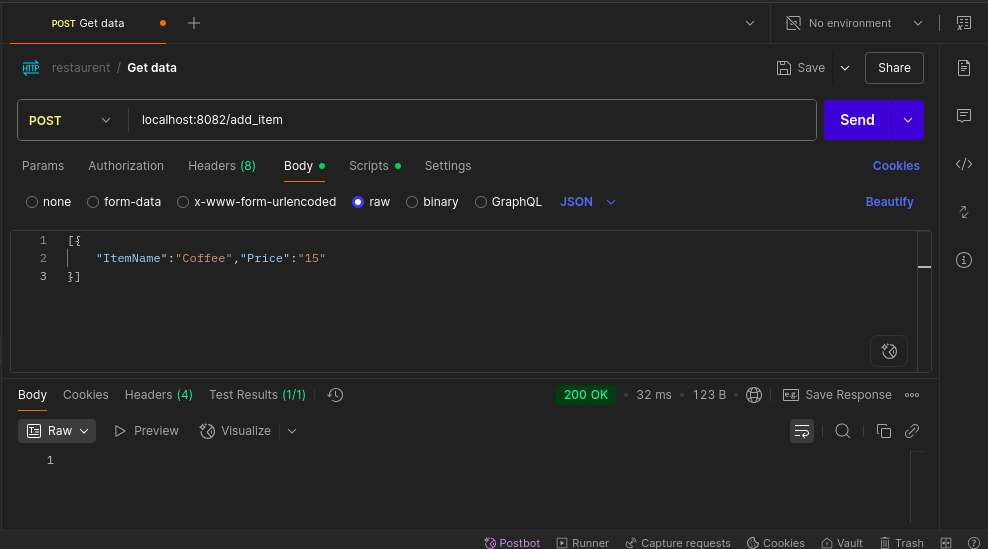 POST Get data
No environment
HTTP restaurent / Get data
Save
Share
POST localhost:8082/add_item
Send
Params Authorization Headers (8) Body Scripts Settings Cookies
none form-data x-www-form-urlencoded raw binary GraphQL JSON Beautify
1 [{
2 "ItemName":"Coffee","Price":"15"
3 }]
Body Cookies Headers (4) Test Results (1/1) 200 OK • 32 ms • 123 B • e.g. Save Response
Raw Preview Visualize
1
Postbot Runner Capture requests Cookies Vault Trash